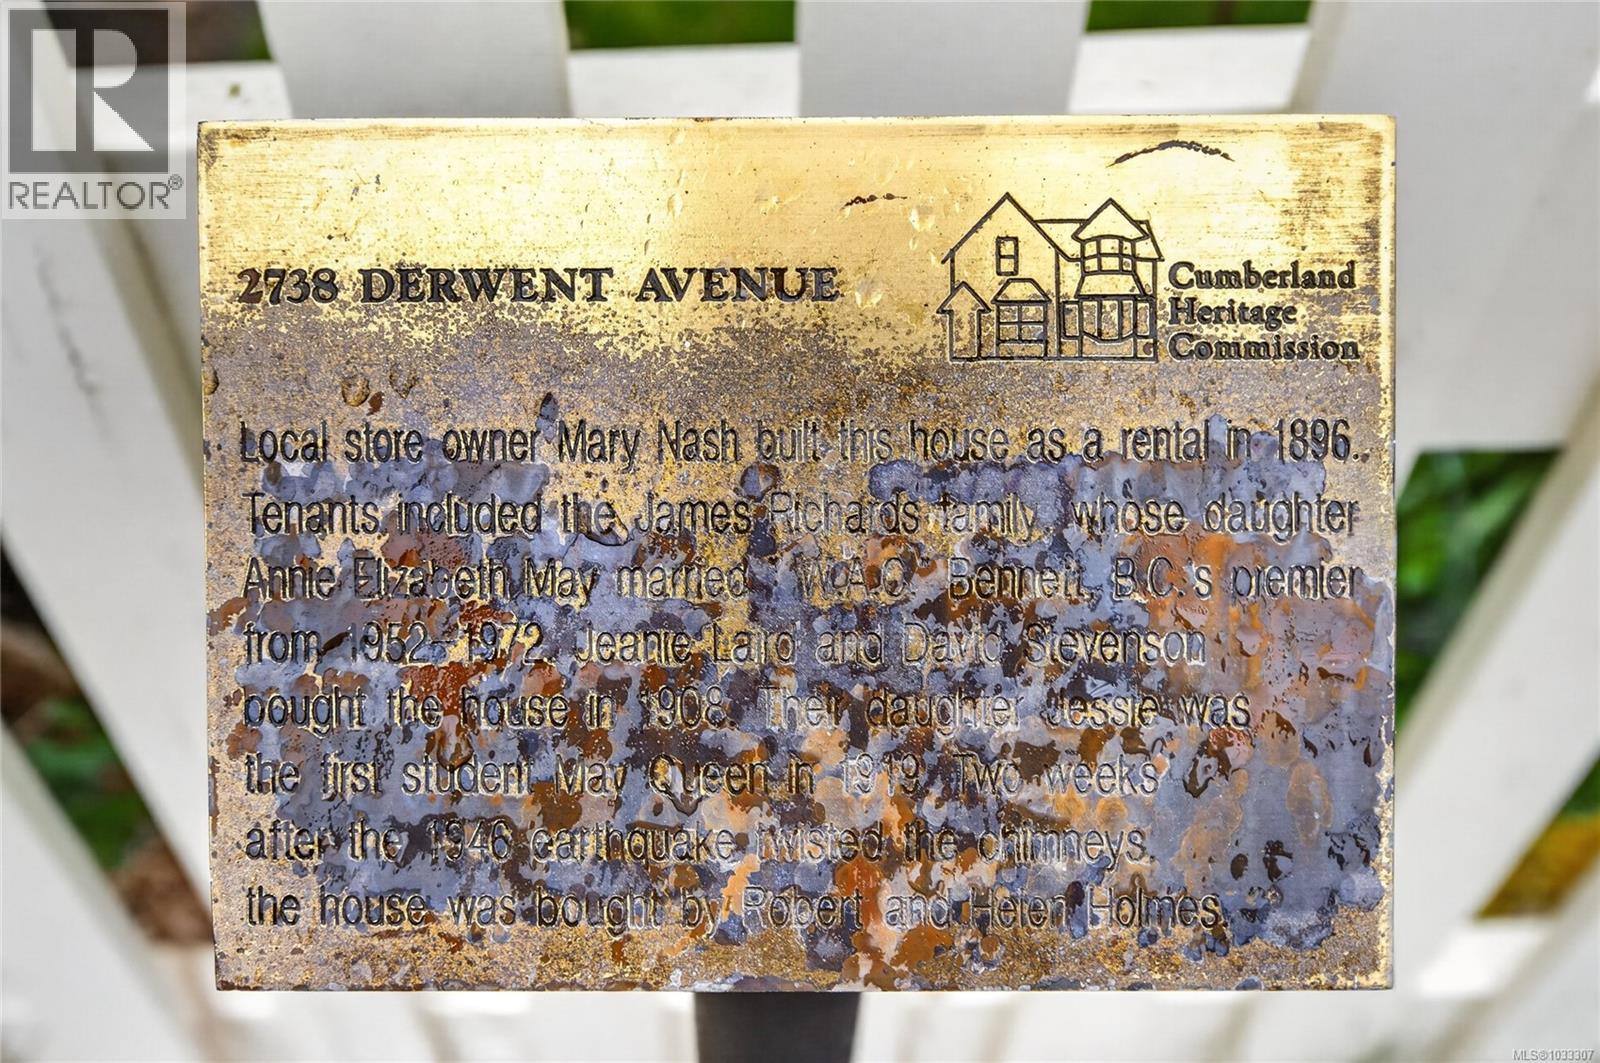 REALTOR®
2738 DERWENT AVENUE
Cumberland
Heritage
Commission
Local store owner Mary Nash built this house as a rental in 1896.
Tenants included the James Richards family, whose daughter
Annie Elizabeth May married "W.A.C." Bennett, B.C.'s premier
from 1952-1972. Jeanie Laird and David Stevenson
bought the house in 1908. Their daughter Jessie was
the first student May Queen in 1919. Two weeks
after the 1946 earthquake twisted the chimneys,
the house was bought by Robert and Helen Holmes.
MLS®1033307